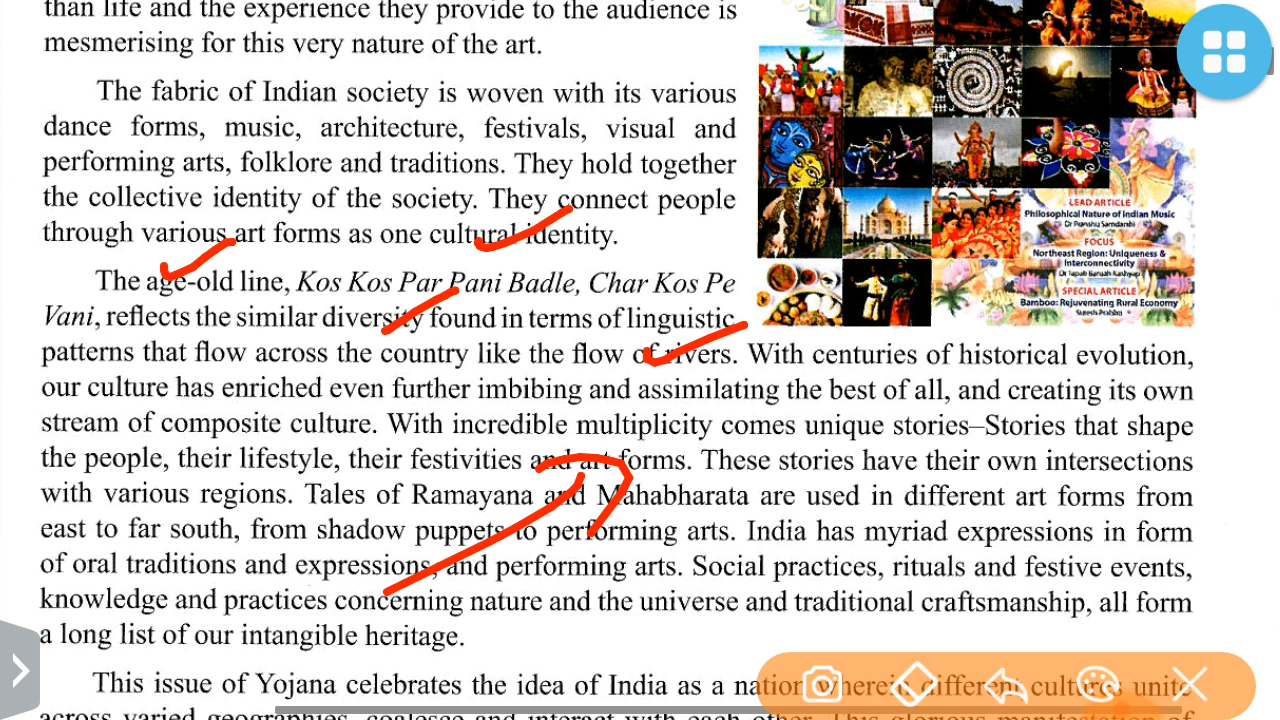 than life and the experience they provide to the audience is
mesmerising for this very nature of the art.
The fabric of Indian society is woven with its various
dance forms, music, architecture, festivals, visual and
performing arts, folklore and traditions. They hold together
the collective identity of the society. They connect people
through various art forms as one cultural identity.
The age-old line, Kos Kos Par Pani Badle, Char Kos Pe
Vani, reflects the similar diversity found in terms of linguistic
patterns that flow across the country like the flow of rivers. With centuries of historical evolution,
our culture has enriched even further imbibing and assimilating the best of all, and creating its own
stream of composite culture. With incredible multiplicity comes unique stories–Stories that shape
the people, their lifestyle, their festivities and art forms. These stories have their own intersections
with various regions. Tales of Ramayana and Mahabharata are used in different art forms from
east to far south, from shadow puppets to performing arts. India has myriad expressions in form
of oral traditions and expressions, and performing arts. Social practices, rituals and festive events,
knowledge and practices concerning nature and the universe and traditional craftsmanship, all form
a long list of our intangible heritage.
This issue of Yojana celebrates the idea of India as a nation wherein different cultures unite
across varied geographies, coalesce and interact with each other. This glorious manifestation of
LEAD ARTICLE
Philosophical Nature of Indian Music
FOCUS
Northeast Region: Uniqueness &
Interconnectivity
SPECIAL ARTICLE
Bamboo: Rejuvenating Rural Economy
Suresh Prabhu